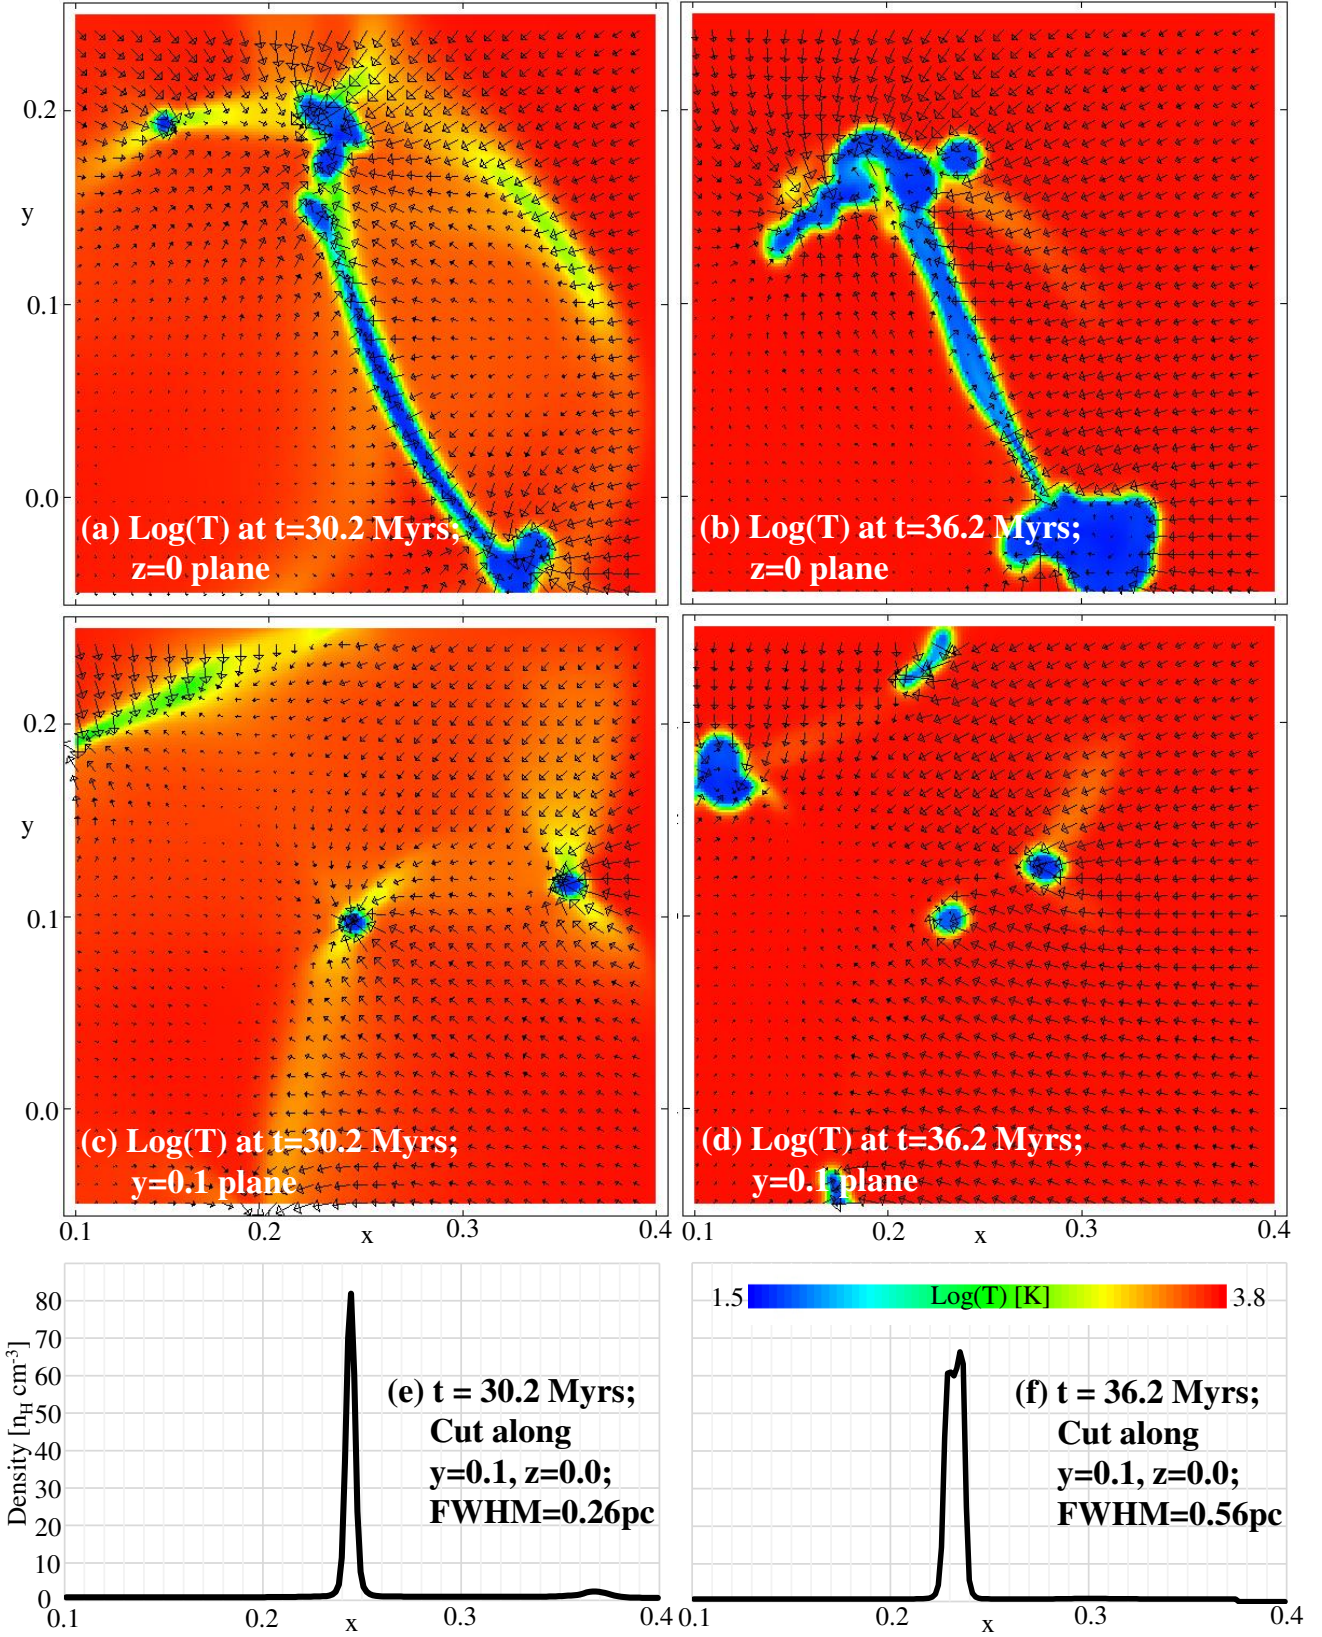 0.2
y
0.1
0.0
(a) Log(T) at t=30.2 Myrs;
z=0 plane
(b) Log(T) at t=36.2 Myrs;
z=0 plane
0.2
y
0.1
0.0
(c) Log(T) at t=30.2 Myrs;
y=0.1 plane
(d) Log(T) at t=36.2 Myrs;
y=0.1 plane
0.1 0.2 x 0.3 0.4
0.1 0.2 x 0.3 0.4
80
70
60
50
40
30
20
10
0
Density [n_H cm^-3]
(e) t = 30.2 Myrs;
Cut along
y=0.1, z=0.0;
FWHM=0.26pc
1.5 Log(T) [K] 3.8
(f) t = 36.2 Myrs;
Cut along
y=0.1, z=0.0;
FWHM=0.56pc
0.1 0.2 x 0.3 0.4
0.1 0.2 x 0.3 0.4